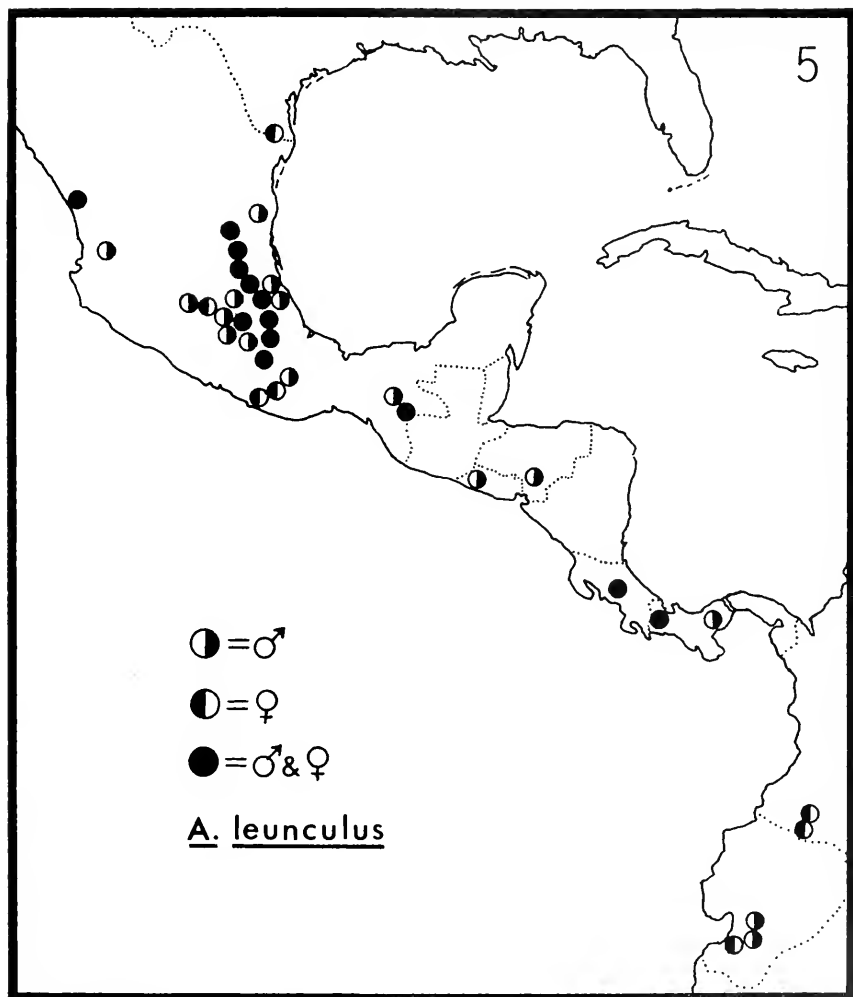 5
= ♂
= ♀
= ♂ & ♀
A. leunculus